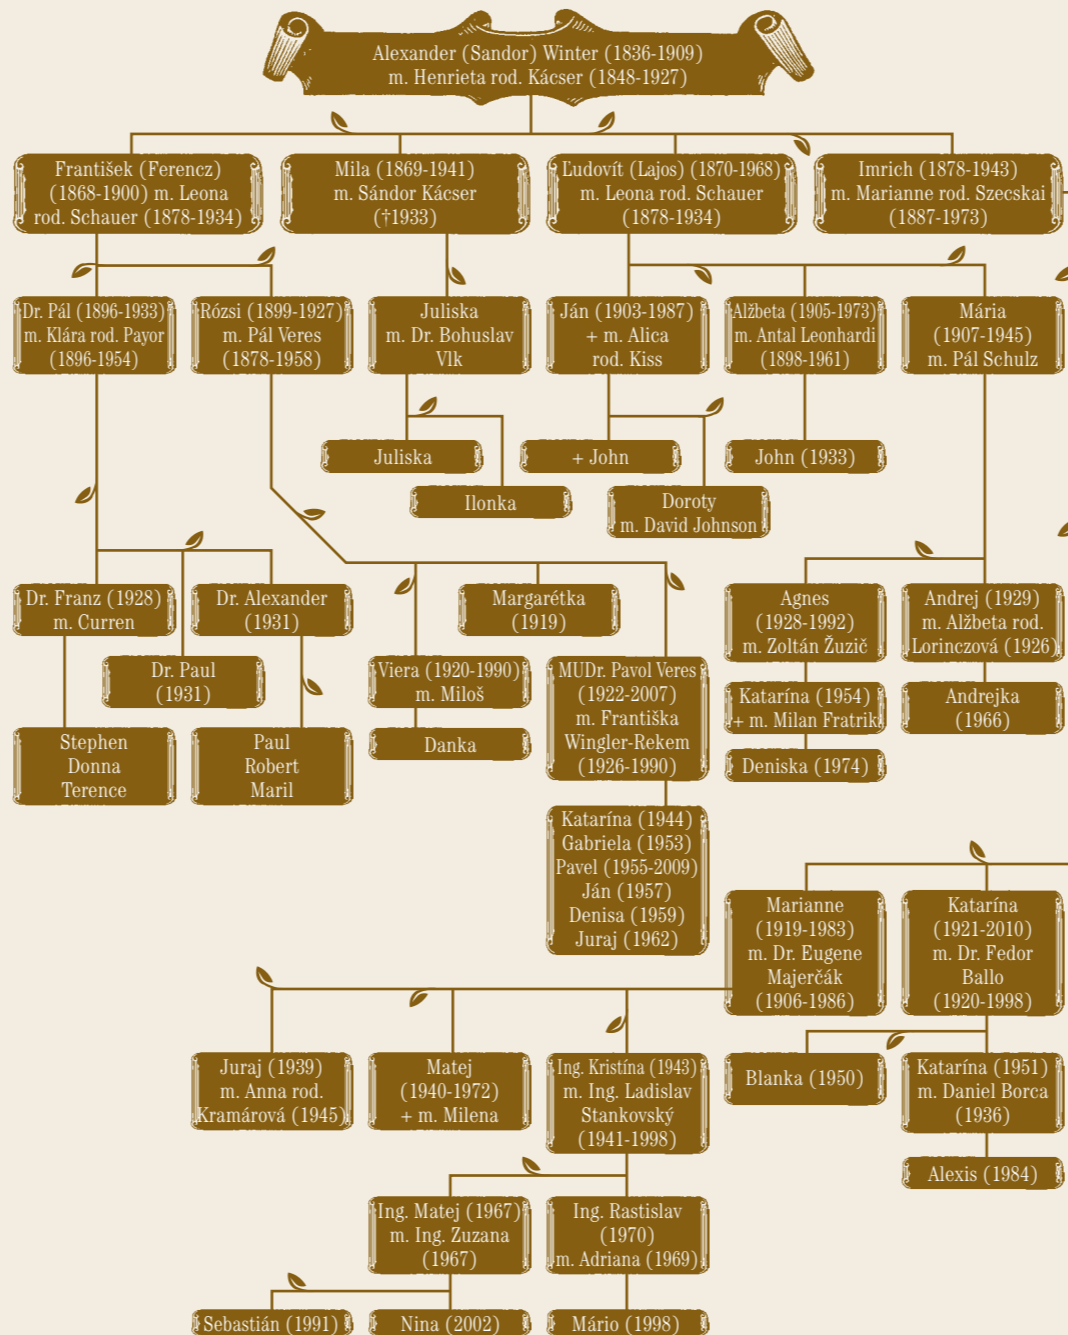 Alexander (Sandor) Winter (1836-1909)
m. Henrieta rod. Kácser (1848-1927)
František (Ferencz)
(1868-1900) m. Leona
rod. Schauer (1878-1934)
Mila (1869-1941)
m. Sándor Kácser
(†1933)
Ľudovít (Lajos) (1870-1968)
m. Leona rod. Schauer
(1878-1934)
Imrich (1878-1943)
m. Marianne rod. Szecskai
(1887-1973)
Dr. Pál (1896-1933)
m. Klára rod. Payor
(1896-1954)
Rózsi (1899-1927)
m. Pál Veres
(1878-1958)
Juliska
m. Dr. Bohuslav
Vlk
Ján (1903-1987)
+ m. Alica
rod. Kiss
Alžbeta (1905-1973)
m. Antal Leonhardi
(1898-1961)
Mária
(1907-1945)
m. Pál Schulz
Juliska
+ John
John (1933)
Ilonka
Doroty
m. David Johnson
Dr. Franz (1928)
m. Curren
Dr. Alexander
(1931)
Margarétka
(1919)
Agnes
(1928-1992)
m. Zoltán Žuzič
Andrej (1929)
m. Alžbeta rod.
Lorinczová (1926)
Dr. Paul
(1931)
Viera (1920-1990)
m. Miloš
MUDr. Pavol Veres
(1922-2007)
m. Františka
Wingler-Rekem
(1926-1990)
Katarína (1954)
+ m. Milan Fratrik
Andrejka
(1966)
Stephen
Donna
Terence
Paul
Robert
Maril
Danka
Deniska (1974)
Katarína (1944)
Gabriela (1953)
Pavel (1955-2009)
Ján (1957)
Denisa (1959)
Juraj (1962)
Marianne
(1919-1983)
m. Dr. Eugene
Majerčák
(1906-1986)
Katarína
(1921-2010)
m. Dr. Fedor
Ballo
(1920-1998)
Juraj (1939)
m. Anna rod.
Kramárová (1945)
Matej
(1940-1972)
+ m. Milena
Ing. Kristína (1943)
m. Ing. Ladislav
Stankovský
(1941-1998)
Blanka (1950)
Katarína (1951)
m. Daniel Borca
(1936)
Alexis (1984)
Ing. Matej (1967)
m. Ing. Zuzana
(1967)
Ing. Rastislav
(1970)
m. Adriana (1969)
Sebastián (1991)
Nina (2002)
Mário (1998)